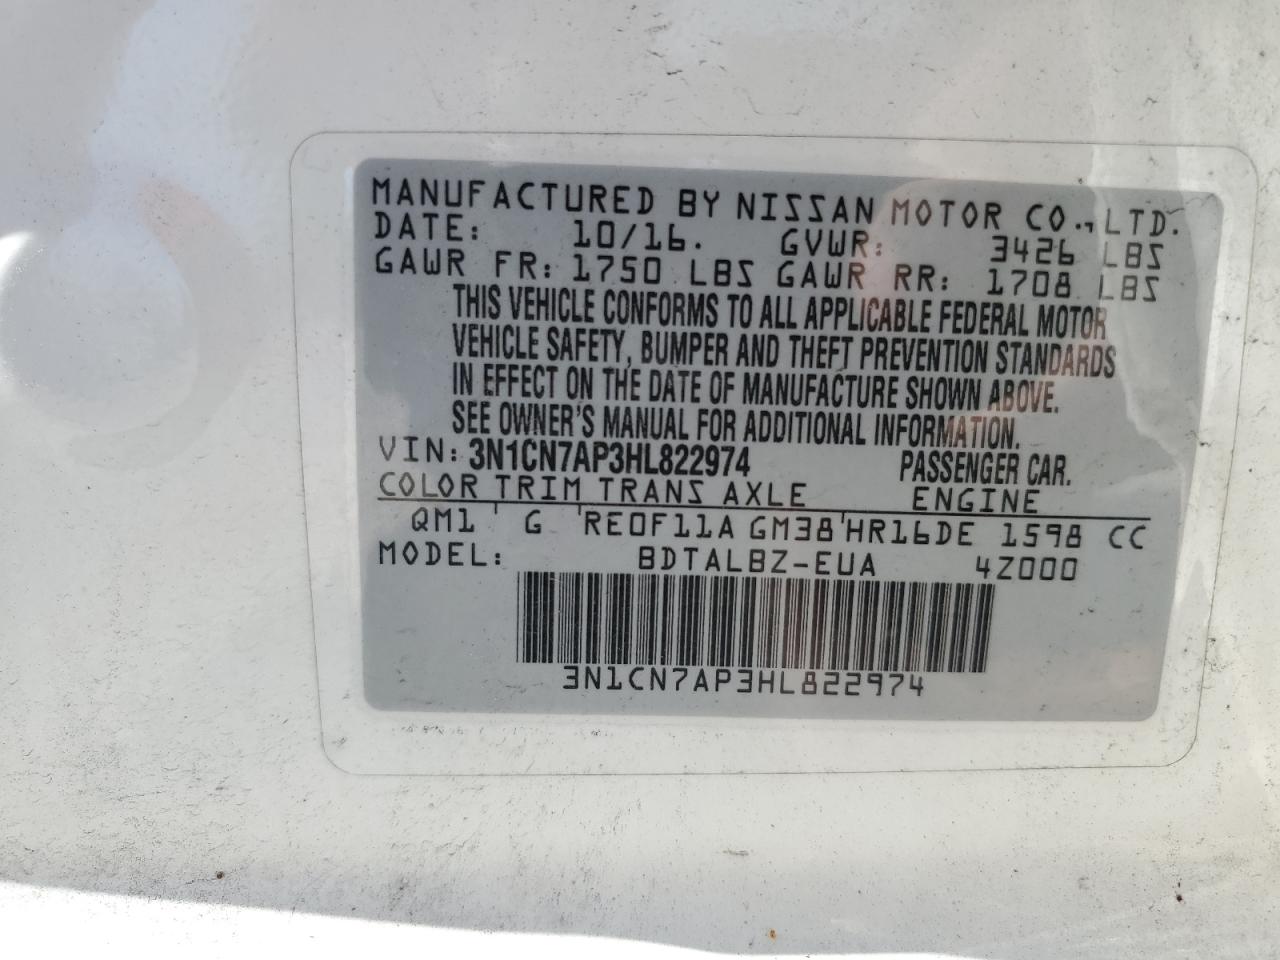 MANUFACTURED BY NISSAN MOTOR CO., LTD.
DATE: 10/16. GVWR: 3426 LBS
GAWR FR: 1750 LBS GAWR RR: 1708 LBS
THIS VEHICLE CONFORMS TO ALL APPLICABLE FEDERAL MOTOR
VEHICLE SAFETY, BUMPER AND THEFT PREVENTION STANDARDS
IN EFFECT ON THE DATE OF MANUFACTURE SHOWN ABOVE.
SEE OWNER'S MANUAL FOR ADDITIONAL INFORMATION.
VIN: 3N1CN7AP3HL822974 PASSENGER CAR.
COLOR TRIM TRANS AXLE ENGINE
QM1 ' G ' RE0F11A GM38 ' HR16DE 1598 CC
MODEL: BDTALBZ-EUA 4Z000
3N1CN7AP3HL822974